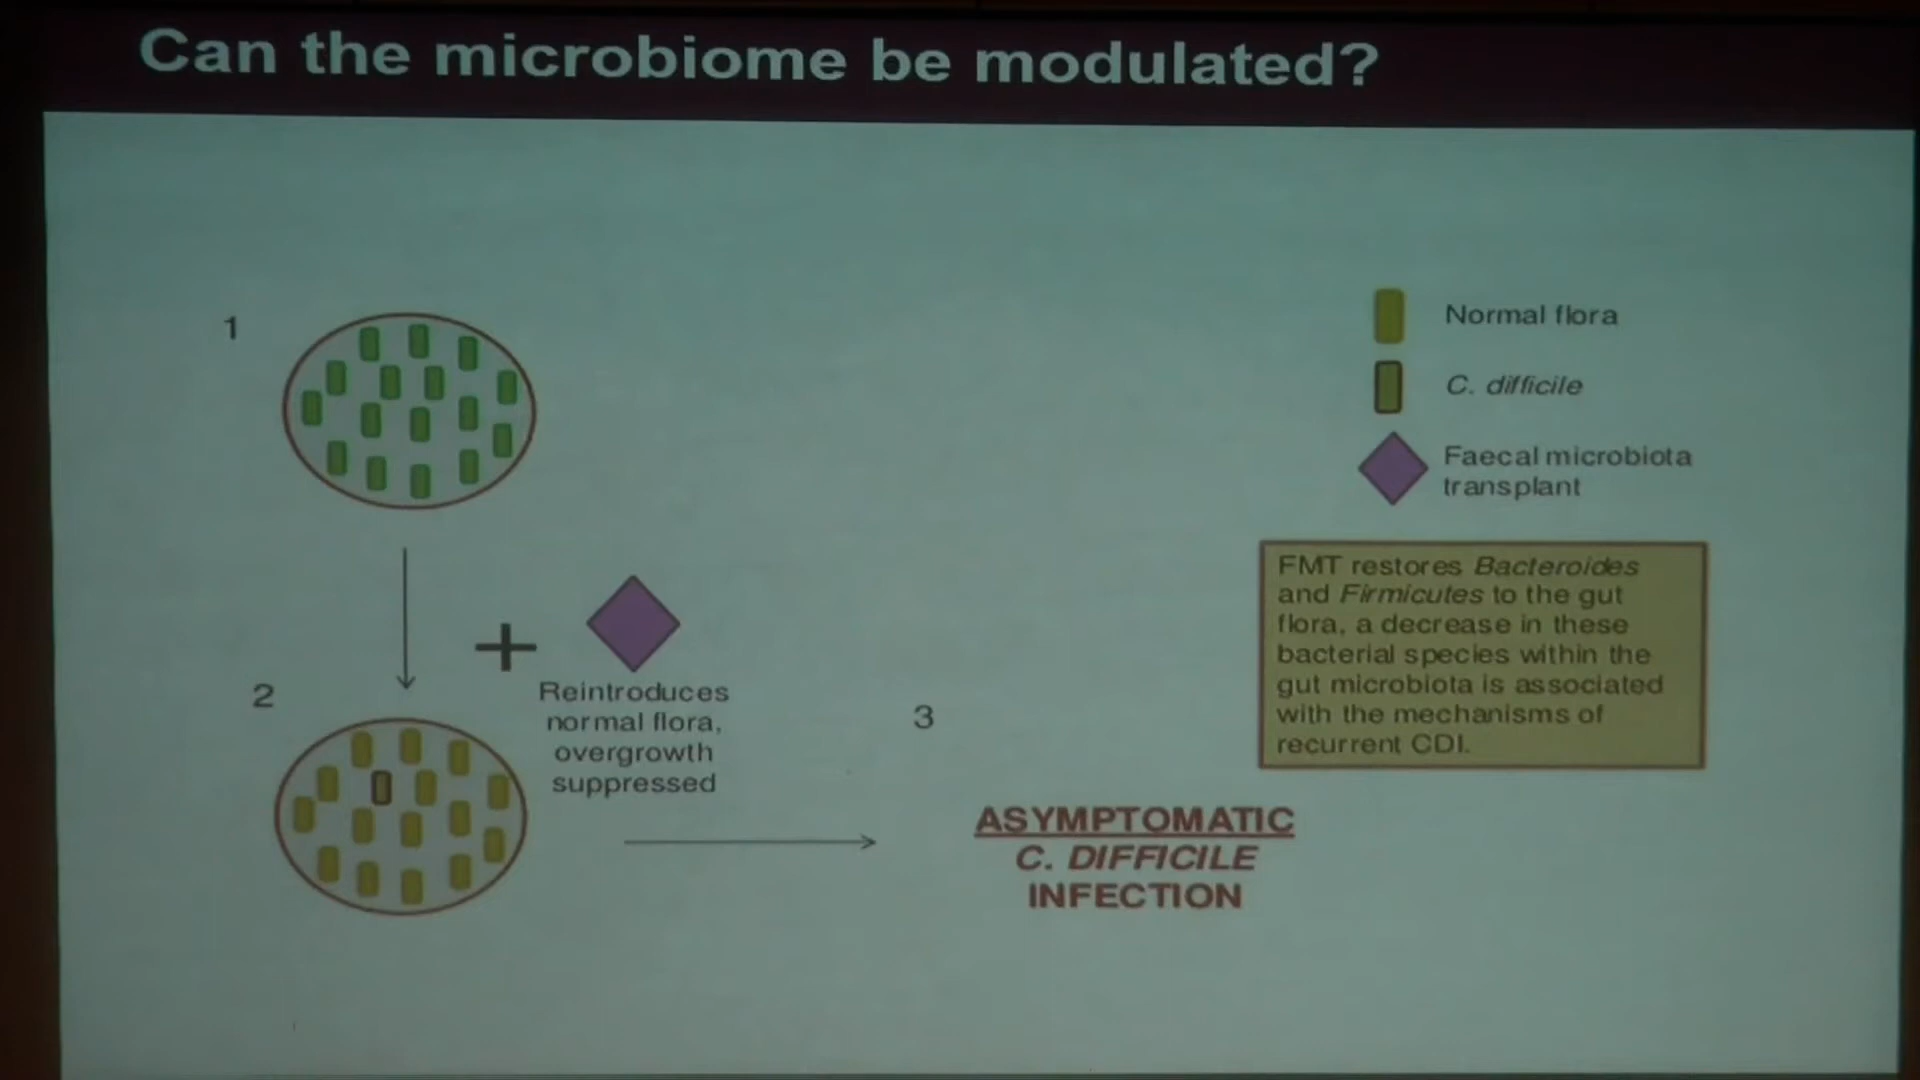 Can the microbiome be modulated?
1
Normal flora
C. difficile
Faecal microbiota
transplant
FMT restores Bacteroides
and Firmicutes to the gut
flora, a decrease in these
bacterial species within the
gut microbiota is associated
with the mechanisms of
recurrent CDI.
+
2
Reintroduces
normal flora,
overgrowth
suppressed
3
ASYMPTOMATIC
C. DIFFICILE
INFECTION